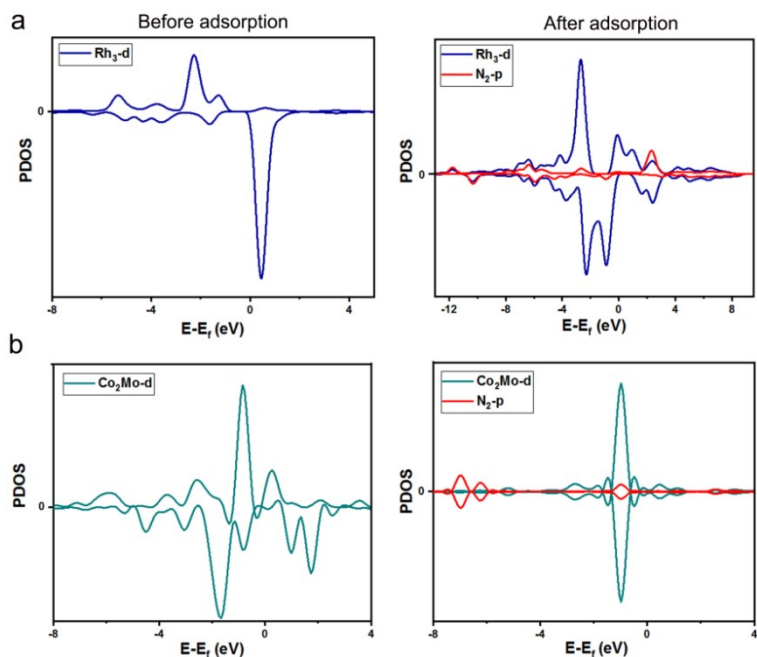 a
Before adsorption
After adsorption
Rh₃-d
PDOS
0
-8
-4
0
4
E-Ef (eV)
Rh₃-d
N₂-p
PDOS
0
-12
-8
-4
0
4
8
E-Ef (eV)
b
Co₂Mo-d
PDOS
0
-8
-4
0
4
E-Ef (eV)
Co₂Mo-d
N₂-p
PDOS
0
-8
-4
0
4
E-Ef (eV)